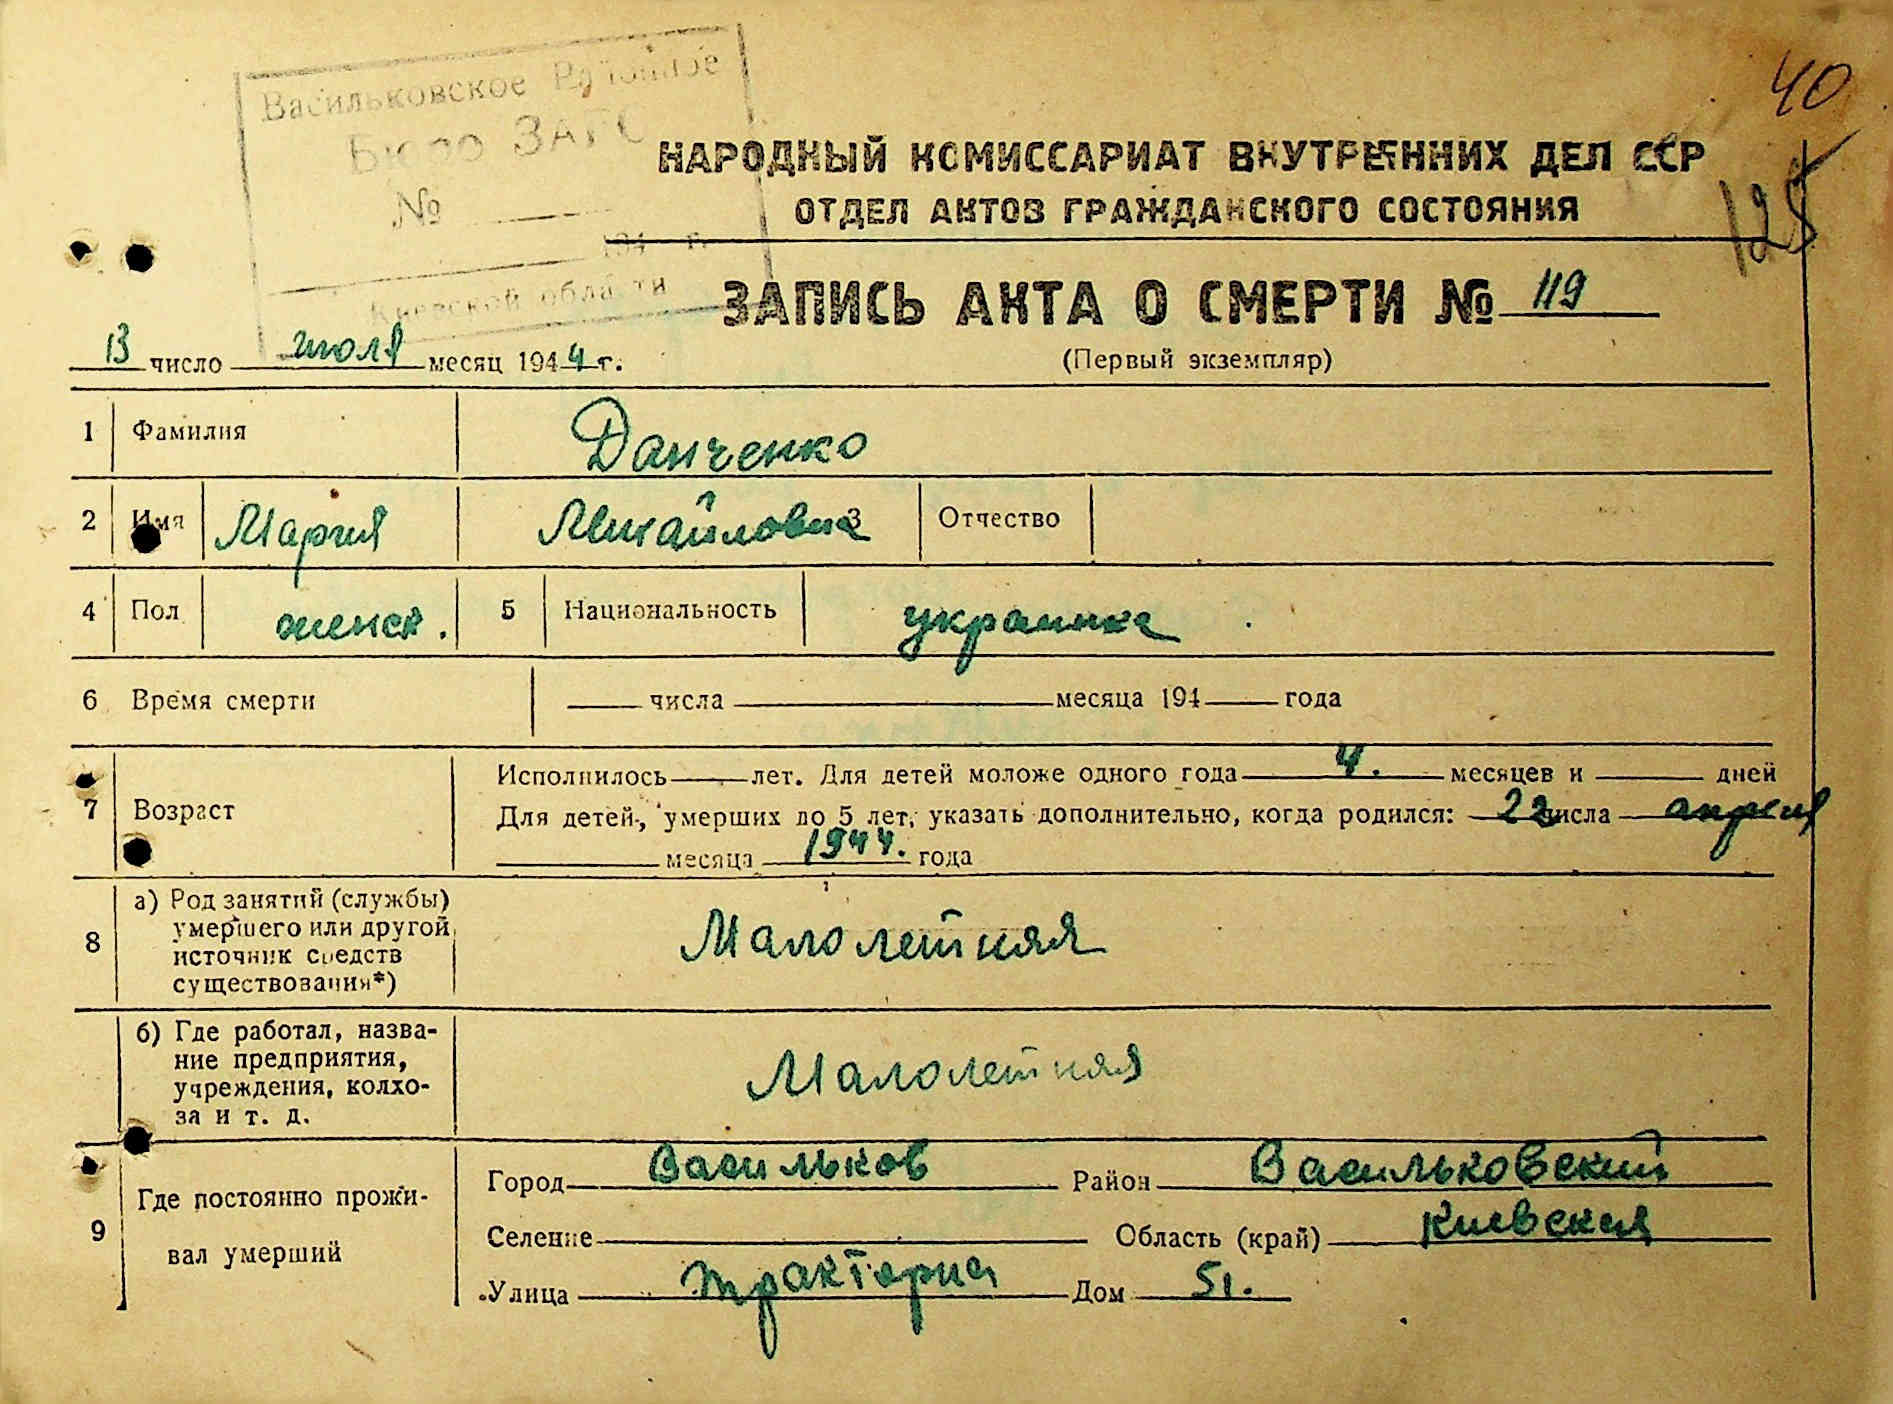 40
Васильковское Районное
Бюро ЗАГС
№
194 г.
Киевской области
НАРОДНЫЙ КОМИССАРИАТ ВНУТРЕННИХ ДЕЛ ССР
125
ОТДЕЛ АКТОВ ГРАЖДАНСКОГО СОСТОЯНИЯ
ЗАПИСЬ АКТА О СМЕРТИ № 119
13 число июля месяц 1944 г.
(Первый экземпляр)
1 Фамилия Данченко
2 Имя Мария Михайловна 3 Отчество
4 Пол женск. 5 Национальность украинка
6 Время смерти числа месяца 194 года
Исполнилось лет. Для детей моложе одного года 4. месяцев и дней
7 Возраст Для детей, умерших до 5 лет, указать дополнительно, когда родился: 22 числа апреля
месяца 1944. года
8 а) Род занятий (службы)
умершего или другой
источник средств
существования*)
Малолетняя
б) Где работал, назва-
ние предприятия,
учреждения, колхо-
за и т. д.
Малолетняя
9 Где постоянно прожи-
вал умерший
Город Васильков Район Васильковский
Селение Область (край) Киевская
Улица Дом 51.